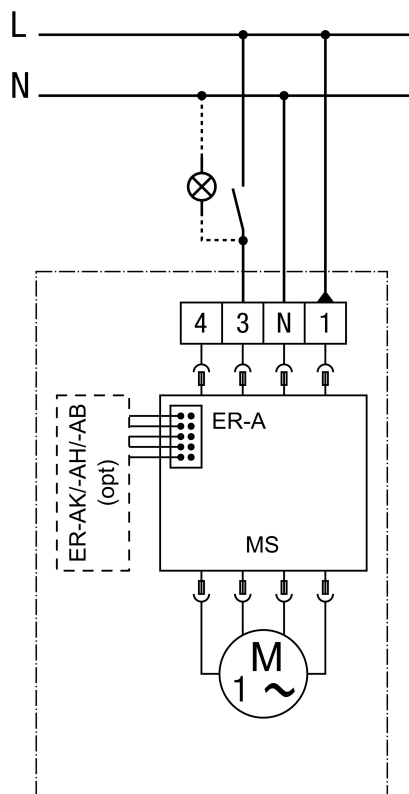 L
N
4 3 N 1
ER-A
ER-AK/-AH/-AB
(opt)
MS
M
1 ~